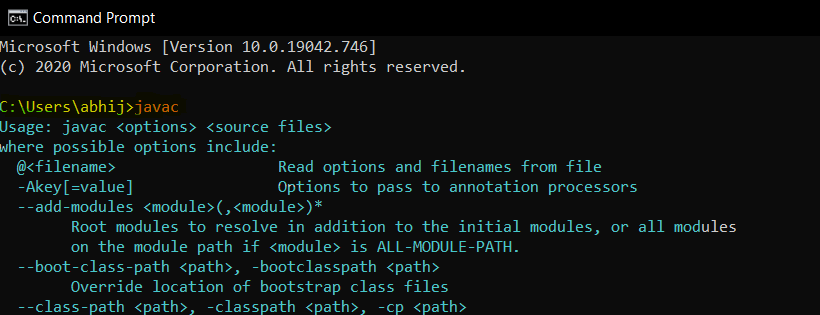 Command Prompt
Microsoft Windows [Version 10.0.19042.746]
(c) 2020 Microsoft Corporation. All rights reserved.
C:\Users\abhij>javac
Usage: javac <options> <source files>
where possible options include:
@<filename> Read options and filenames from file
-Akey[=value] Options to pass to annotation processors
--add-modules <module>(,<module>)*
Root modules to resolve in addition to the initial modules, or all modules
on the module path if <module> is ALL-MODULE-PATH.
--boot-class-path <path>, -bootclasspath <path>
Override location of bootstrap class files
--class-path <path>, -classpath <path>, -cp <path>